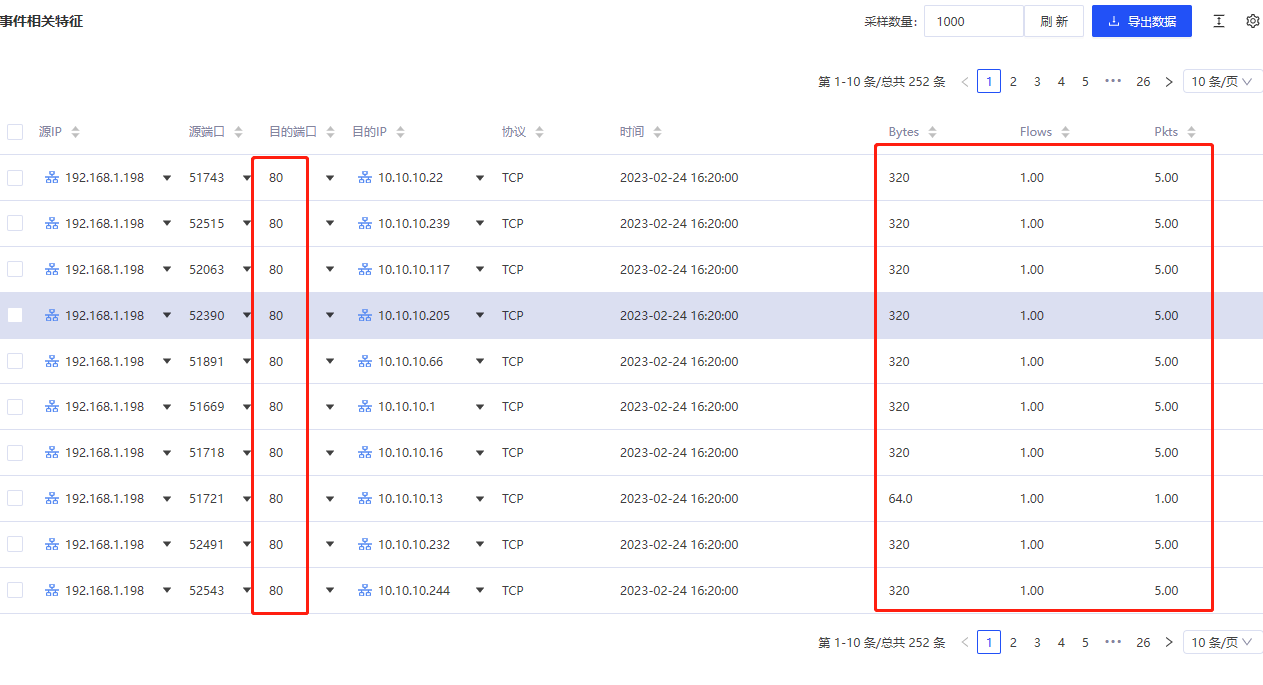 事件相关特征 采样数量: 1000 刷 新 导出数据
第 1-10 条/总共 252 条 < 1 2 3 4 5 ••• 26 > 10 条/页
源IP 源端口 目的端口 目的IP 协议 时间 Bytes Flows Pkts
192.168.1.198 51743 80 10.10.10.22 TCP 2023-02-24 16:20:00 320 1.00 5.00
192.168.1.198 52515 80 10.10.10.239 TCP 2023-02-24 16:20:00 320 1.00 5.00
192.168.1.198 52063 80 10.10.10.117 TCP 2023-02-24 16:20:00 320 1.00 5.00
192.168.1.198 52390 80 10.10.10.205 TCP 2023-02-24 16:20:00 320 1.00 5.00
192.168.1.198 51891 80 10.10.10.66 TCP 2023-02-24 16:20:00 320 1.00 5.00
192.168.1.198 51669 80 10.10.10.1 TCP 2023-02-24 16:20:00 320 1.00 5.00
192.168.1.198 51718 80 10.10.10.16 TCP 2023-02-24 16:20:00 320 1.00 5.00
192.168.1.198 51721 80 10.10.10.13 TCP 2023-02-24 16:20:00 64.0 1.00 1.00
192.168.1.198 52491 80 10.10.10.232 TCP 2023-02-24 16:20:00 320 1.00 5.00
192.168.1.198 52543 80 10.10.10.244 TCP 2023-02-24 16:20:00 320 1.00 5.00
第 1-10 条/总共 252 条 < 1 2 3 4 5 ••• 26 > 10 条/页